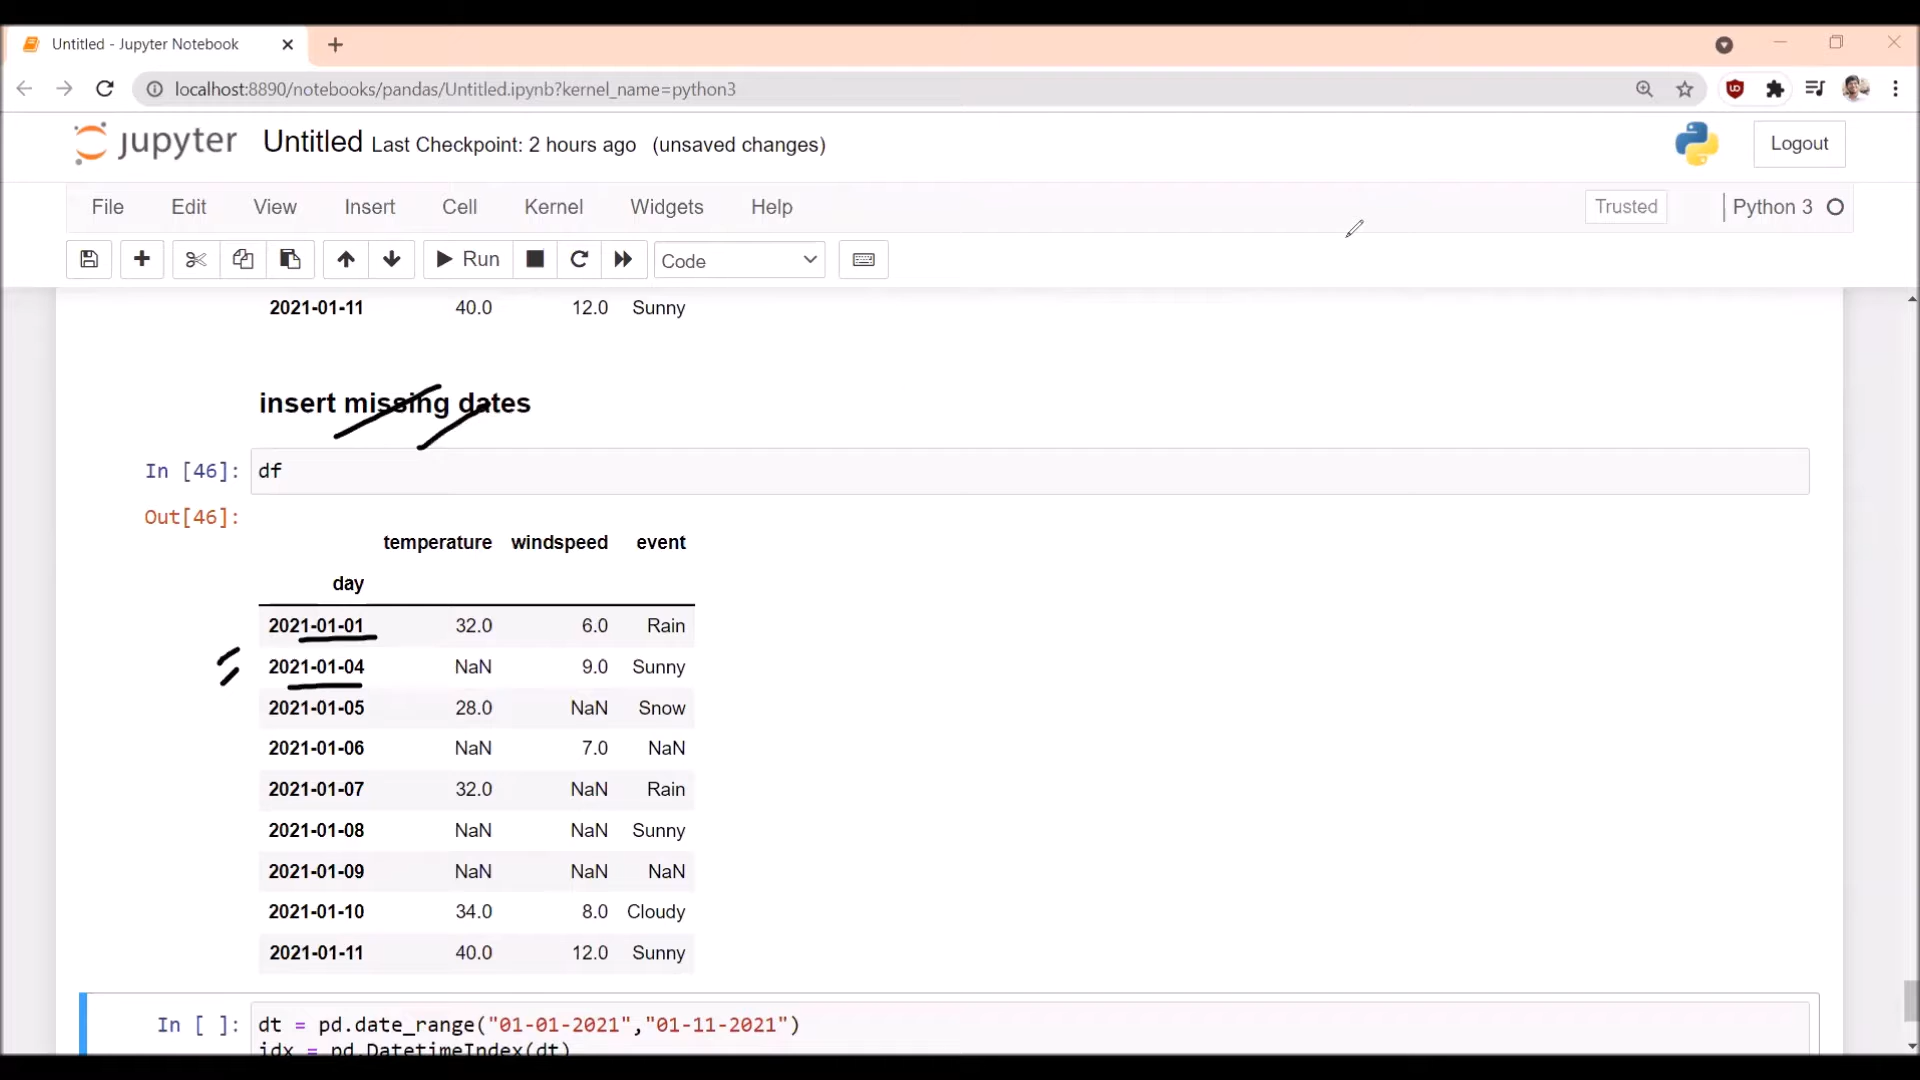 Untitled - Jupyter Notebook
localhost:8890/notebooks/pandas/Untitled.ipynb?kernel_name=python3
jupyter Untitled Last Checkpoint: 2 hours ago (unsaved changes) Logout
File Edit View Insert Cell Kernel Widgets Help Trusted Python 3
Run Code
2021-01-11 40.0 12.0 Sunny
insert missing dates
In [46]: df
Out[46]:
temperature windspeed event
day
2021-01-01 32.0 6.0 Rain
2021-01-04 NaN 9.0 Sunny
2021-01-05 28.0 NaN Snow
2021-01-06 NaN 7.0 NaN
2021-01-07 32.0 NaN Rain
2021-01-08 NaN NaN Sunny
2021-01-09 NaN NaN NaN
2021-01-10 34.0 8.0 Cloudy
2021-01-11 40.0 12.0 Sunny
In [ ]: dt = pd.date_range("01-01-2021","01-11-2021")
idx = pd.DatetimeIndex(dt)